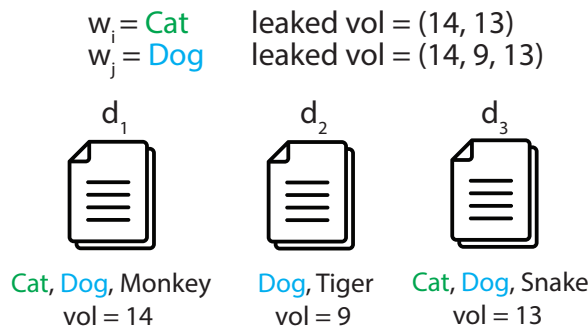 wᵢ = Cat leaked vol = (14, 13)
wⱼ = Dog leaked vol = (14, 9, 13)
d₁ d₂ d₃
Cat, Dog, Monkey Dog, Tiger Cat, Dog, Snake
vol = 14 vol = 9 vol = 13